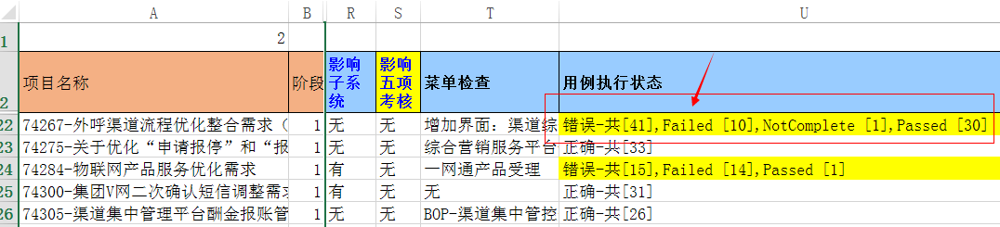 A B R S T U
1 2
2 项目名称 阶段 影响子系统 影响五项考核 菜单检查 用例执行状态
22 74267-外呼渠道流程优化整合需求（ 1 无 无 增加界面：渠道综 错误-共[41],Failed [10],NotComplete [1],Passed [30]
23 74275-关于优化“申请报停”和“报 1 无 无 综合营销服务平台 正确-共[33]
24 74284-物联网产品服务优化需求 1 有 无 一网通产品受理 错误-共[15],Failed [14],Passed [1]
25 74300-集团V网二次确认短信调整需求 1 有 无 无 正确-共[31]
26 74305-渠道集中管理平台酬金报账管 1 无 无 BOP-渠道集中管控 正确-共[26]